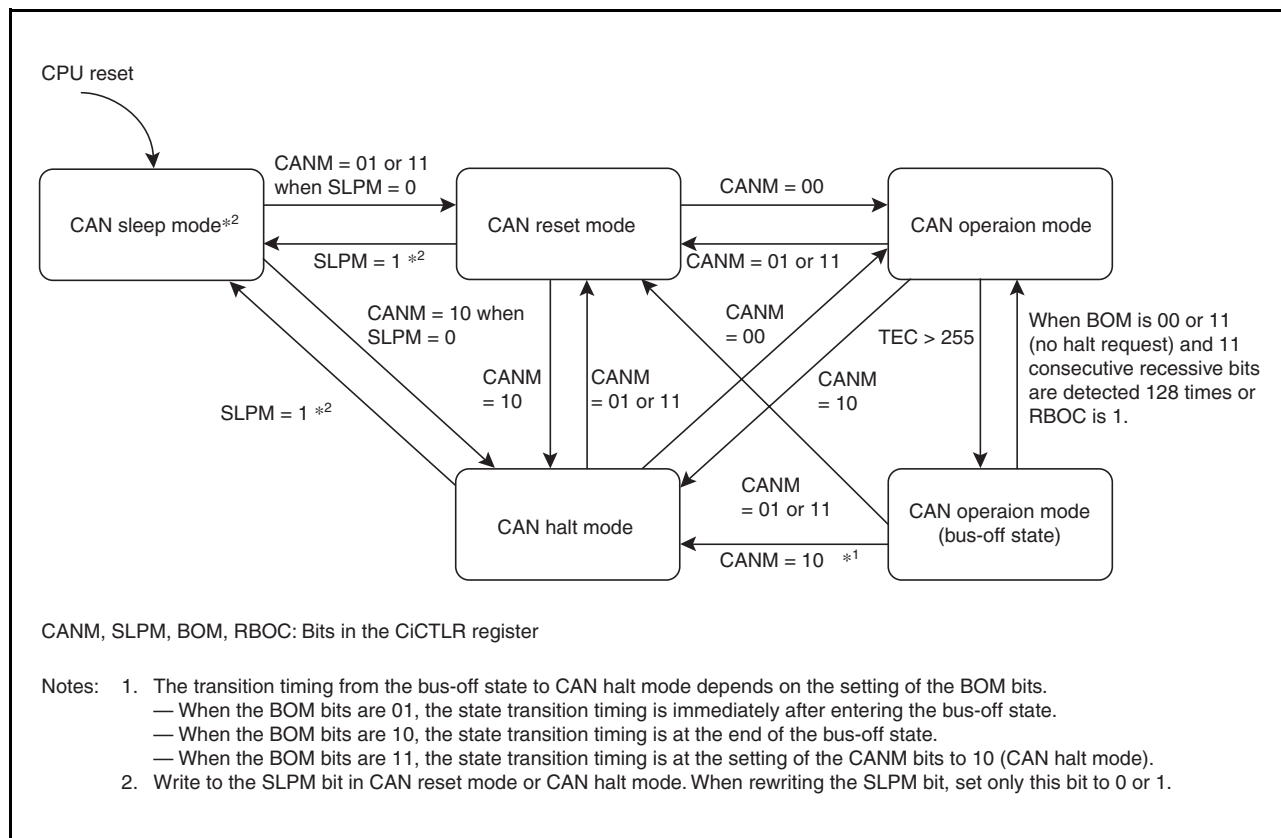 CPU reset
CAN sleep mode*2
CANM = 01 or 11
when SLPM = 0
CAN reset mode
CANM = 00
CAN operaion mode
SLPM = 1 *2
CANM = 01 or 11
CANM = 10 when
SLPM = 0
CANM
= 10
CANM
= 01 or 11
CANM
= 00
CANM
= 10
TEC > 255
When BOM is 00 or 11
(no halt request) and 11
consecutive recessive bits
are detected 128 times or
RBOC is 1.
SLPM = 1 *2
CAN halt mode
CANM
= 01 or 11
CANM = 10 *1
CAN operaion mode
(bus-off state)
CANM, SLPM, BOM, RBOC: Bits in the CiCTLR register
Notes: 1. The transition timing from the bus-off state to CAN halt mode depends on the setting of the BOM bits.
— When the BOM bits are 01, the state transition timing is immediately after entering the bus-off state.
— When the BOM bits are 10, the state transition timing is at the end of the bus-off state.
— When the BOM bits are 11, the state transition timing is at the setting of the CANM bits to 10 (CAN halt mode).
2. Write to the SLPM bit in CAN reset mode or CAN halt mode. When rewriting the SLPM bit, set only this bit to 0 or 1.